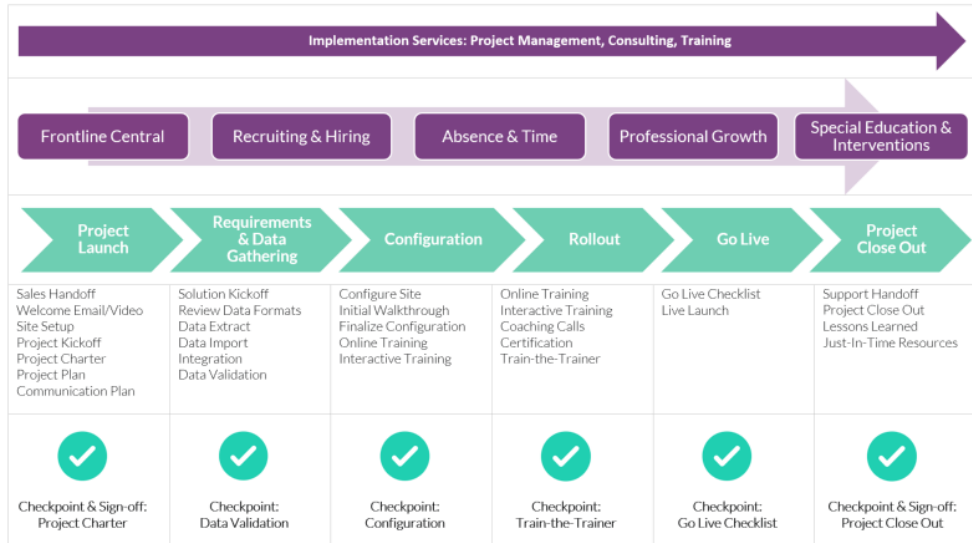 Implementation Services: Project Management, Consulting, Training
Frontline Central
Recruiting & Hiring
Absence & Time
Professional Growth
Special Education &
Interventions
Project
Launch
Requirements
& Data
Gathering
Configuration
Rollout
Go Live
Project
Close Out
Sales Handoff
Welcome Email/Video
Site Setup
Project Kickoff
Project Charter
Project Plan
Communication Plan
Solution Kickoff
Review Data Formats
Data Extract
Data Import
Integration
Data Validation
Configure Site
Initial Walkthrough
Finalize Configuration
Online Training
Interactive Training
Online Training
Interactive Training
Coaching Calls
Certification
Train-the-Trainer
Go Live Checklist
Live Launch
Support Handoff
Project Close Out
Lessons Learned
Just-In-Time Resources
Checkpoint & Sign-off:
Project Charter
Checkpoint:
Data Validation
Checkpoint:
Configuration
Checkpoint:
Train-the-Trainer
Checkpoint:
Go Live Checklist
Checkpoint & Sign-off:
Project Close Out